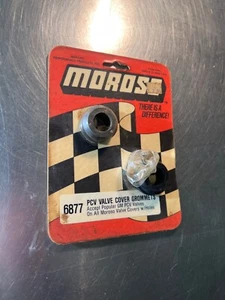 MOROSO
THERE IS A
DIFFERENCE!
6877
PCV VALVE COVER GROMMETS
Accept Popular GM PCV Valves
On All Moroso Valve Covers w/Holes